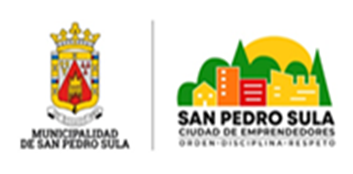 MUNICIPALIDAD
DE SAN PEDRO SULA
SAN PEDRO SULA
CIUDAD DE EMPRENDEDORES
ORDEN-DISCIPLINA-RESPETO